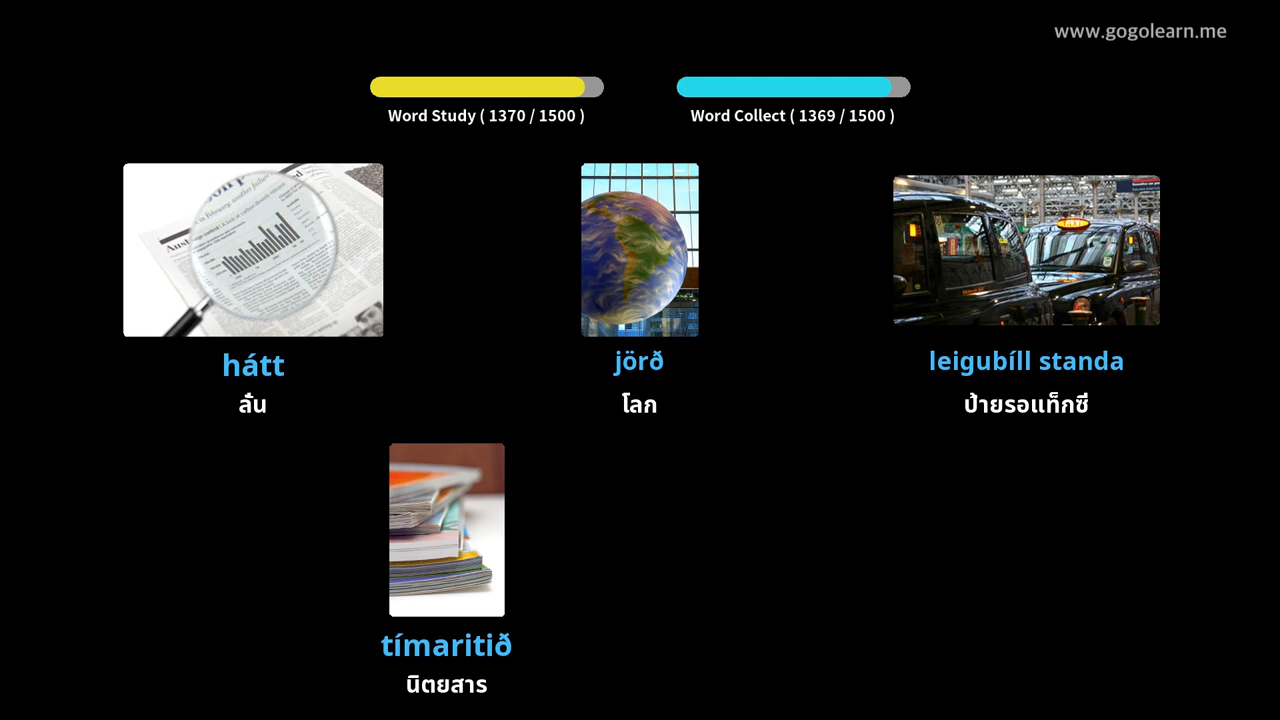 www.gogolearn.me
Word Study ( 1370 / 1500 )
Word Collect ( 1369 / 1500 )
hátt
ลั่น
jörð
โลก
leigubíll standa
ป้ายรอแท็กซี่
tímaritið
นิตยสาร